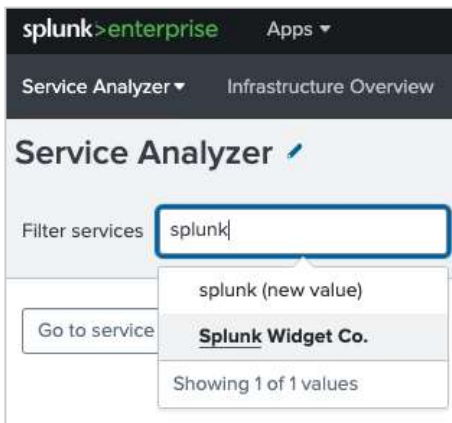 splunk>enterprise Apps ▾
Service Analyzer ▾ Infrastructure Overview
Service Analyzer
Filter services splunk
splunk (new value)
Go to service Splunk Widget Co.
Showing 1 of 1 values